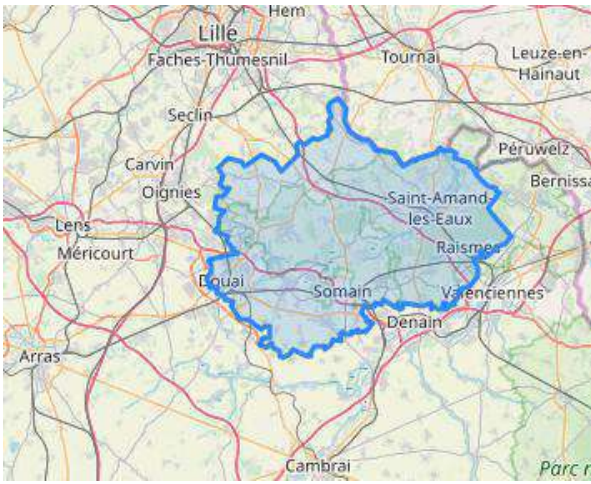 Hem
Lille
Faches-Thumesnil
Tournai
Leuze-en-
Hainaut
Seclin
Péruwelz
Carvin
Bernissa
Oignies
Saint-Amand-
les-Eaux
Lens
Raismes
Méricourt
Douai
Somain
Valenciennes
Denain
Arras
Cambrai
Parc n